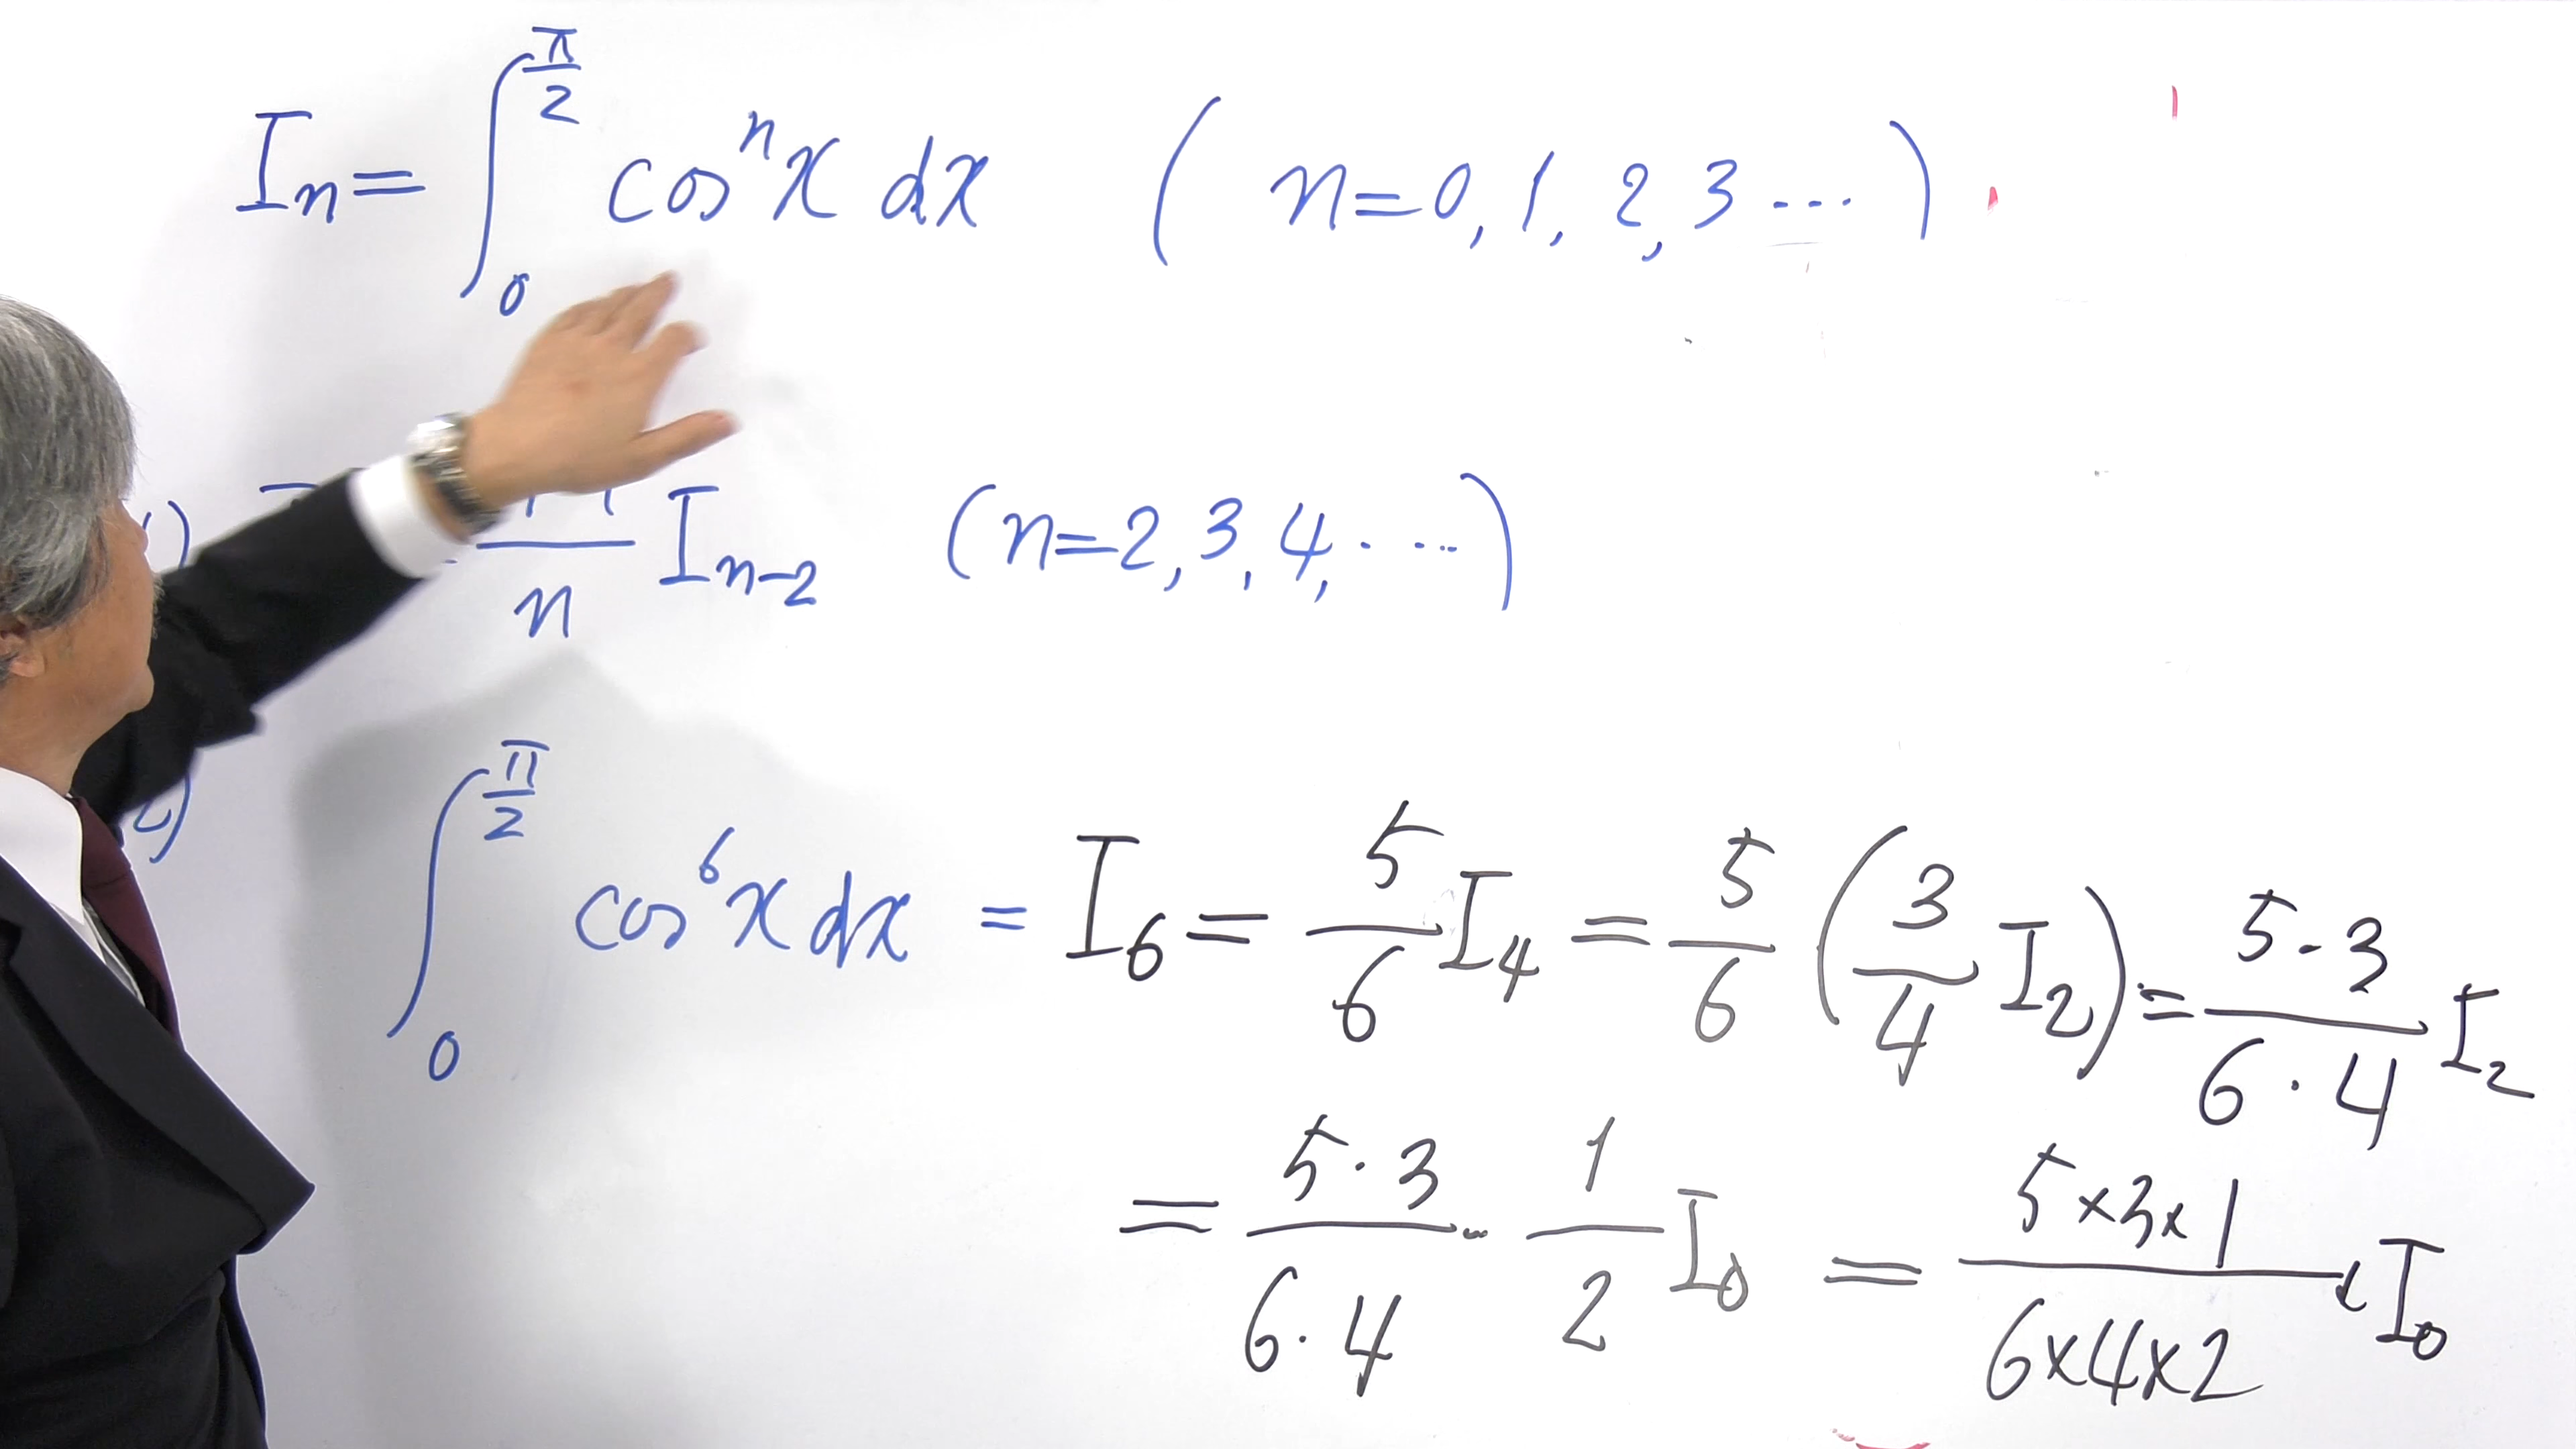 Iₙ = ∫₀^{π/2} cosⁿx dx ( n=0, 1, 2, 3 ⋯ )
n Iₙ₋₂ (n=2, 3, 4, ⋯ )
∫₀^{π/2} cos⁶x dx = I₆ = 5/6 I₄ = 5/6 (3/4 I₂) = 5·3/6·4 I₂
= 5·3/6·4 · 1/2 I₀ = 5×3×1/6×4×2 · I₀